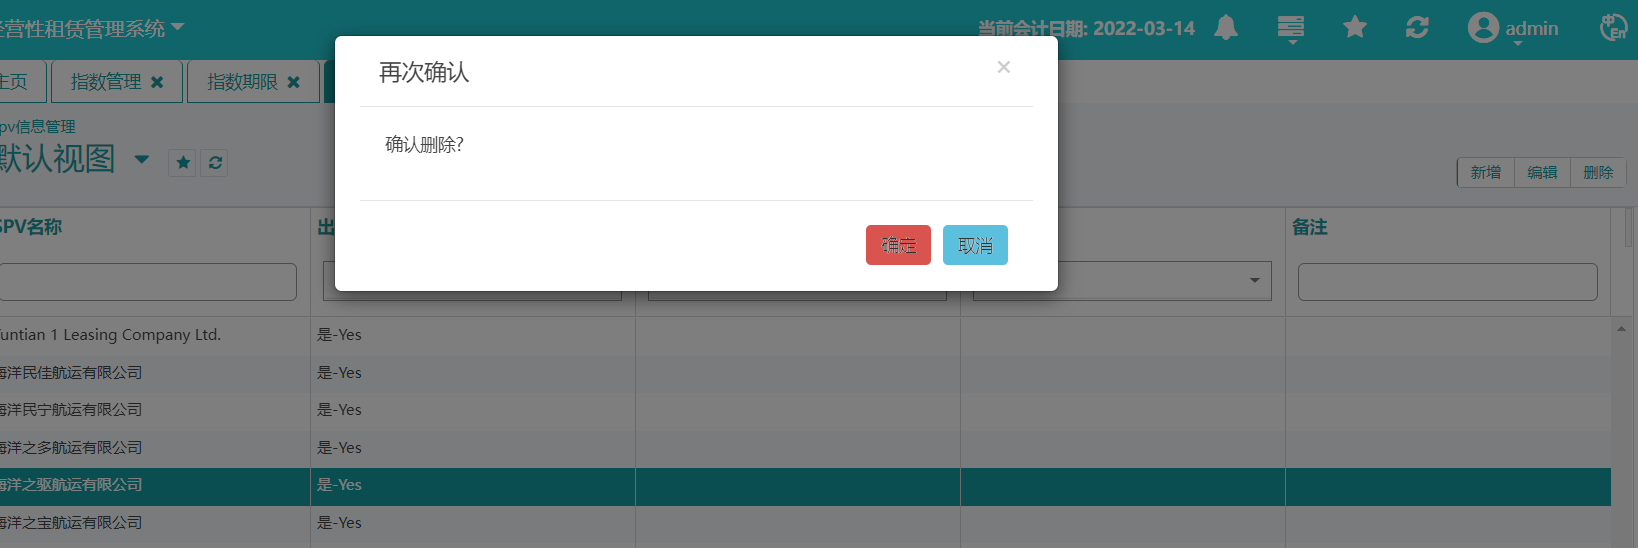 经营性租赁管理系统
当前会计日期: 2022-03-14
admin
中
En
主页
指数管理
指数期限
再次确认
确认删除?
确定
取消
pv信息管理
默认视图
新增
编辑
删除
SPV名称
出
备注
untian 1 Leasing Company Ltd.
是-Yes
海洋民佳航运有限公司
是-Yes
海洋民宁航运有限公司
是-Yes
海洋之多航运有限公司
是-Yes
海洋之驱航运有限公司
是-Yes
海洋之宝航运有限公司
是-Yes